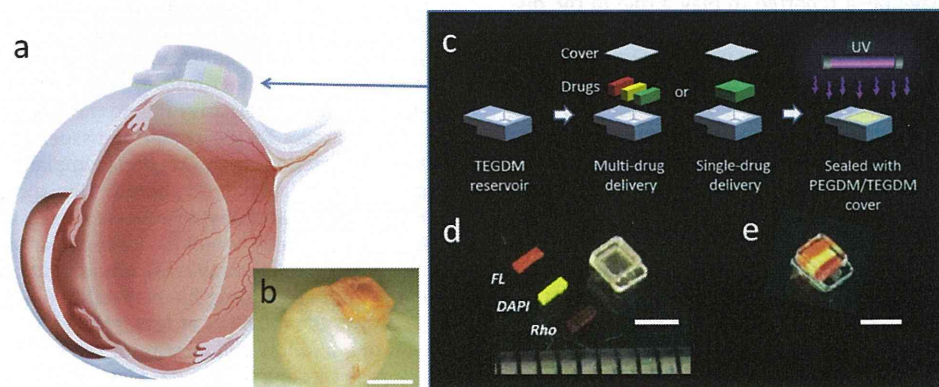 a
b
c
Cover
Drugs
or
UV
TEGDM
reservoir
Multi-drug
delivery
Single-drug
delivery
Sealed with
PEGDM/TEGDM
cover
d
FL
DAPI
Rho
e